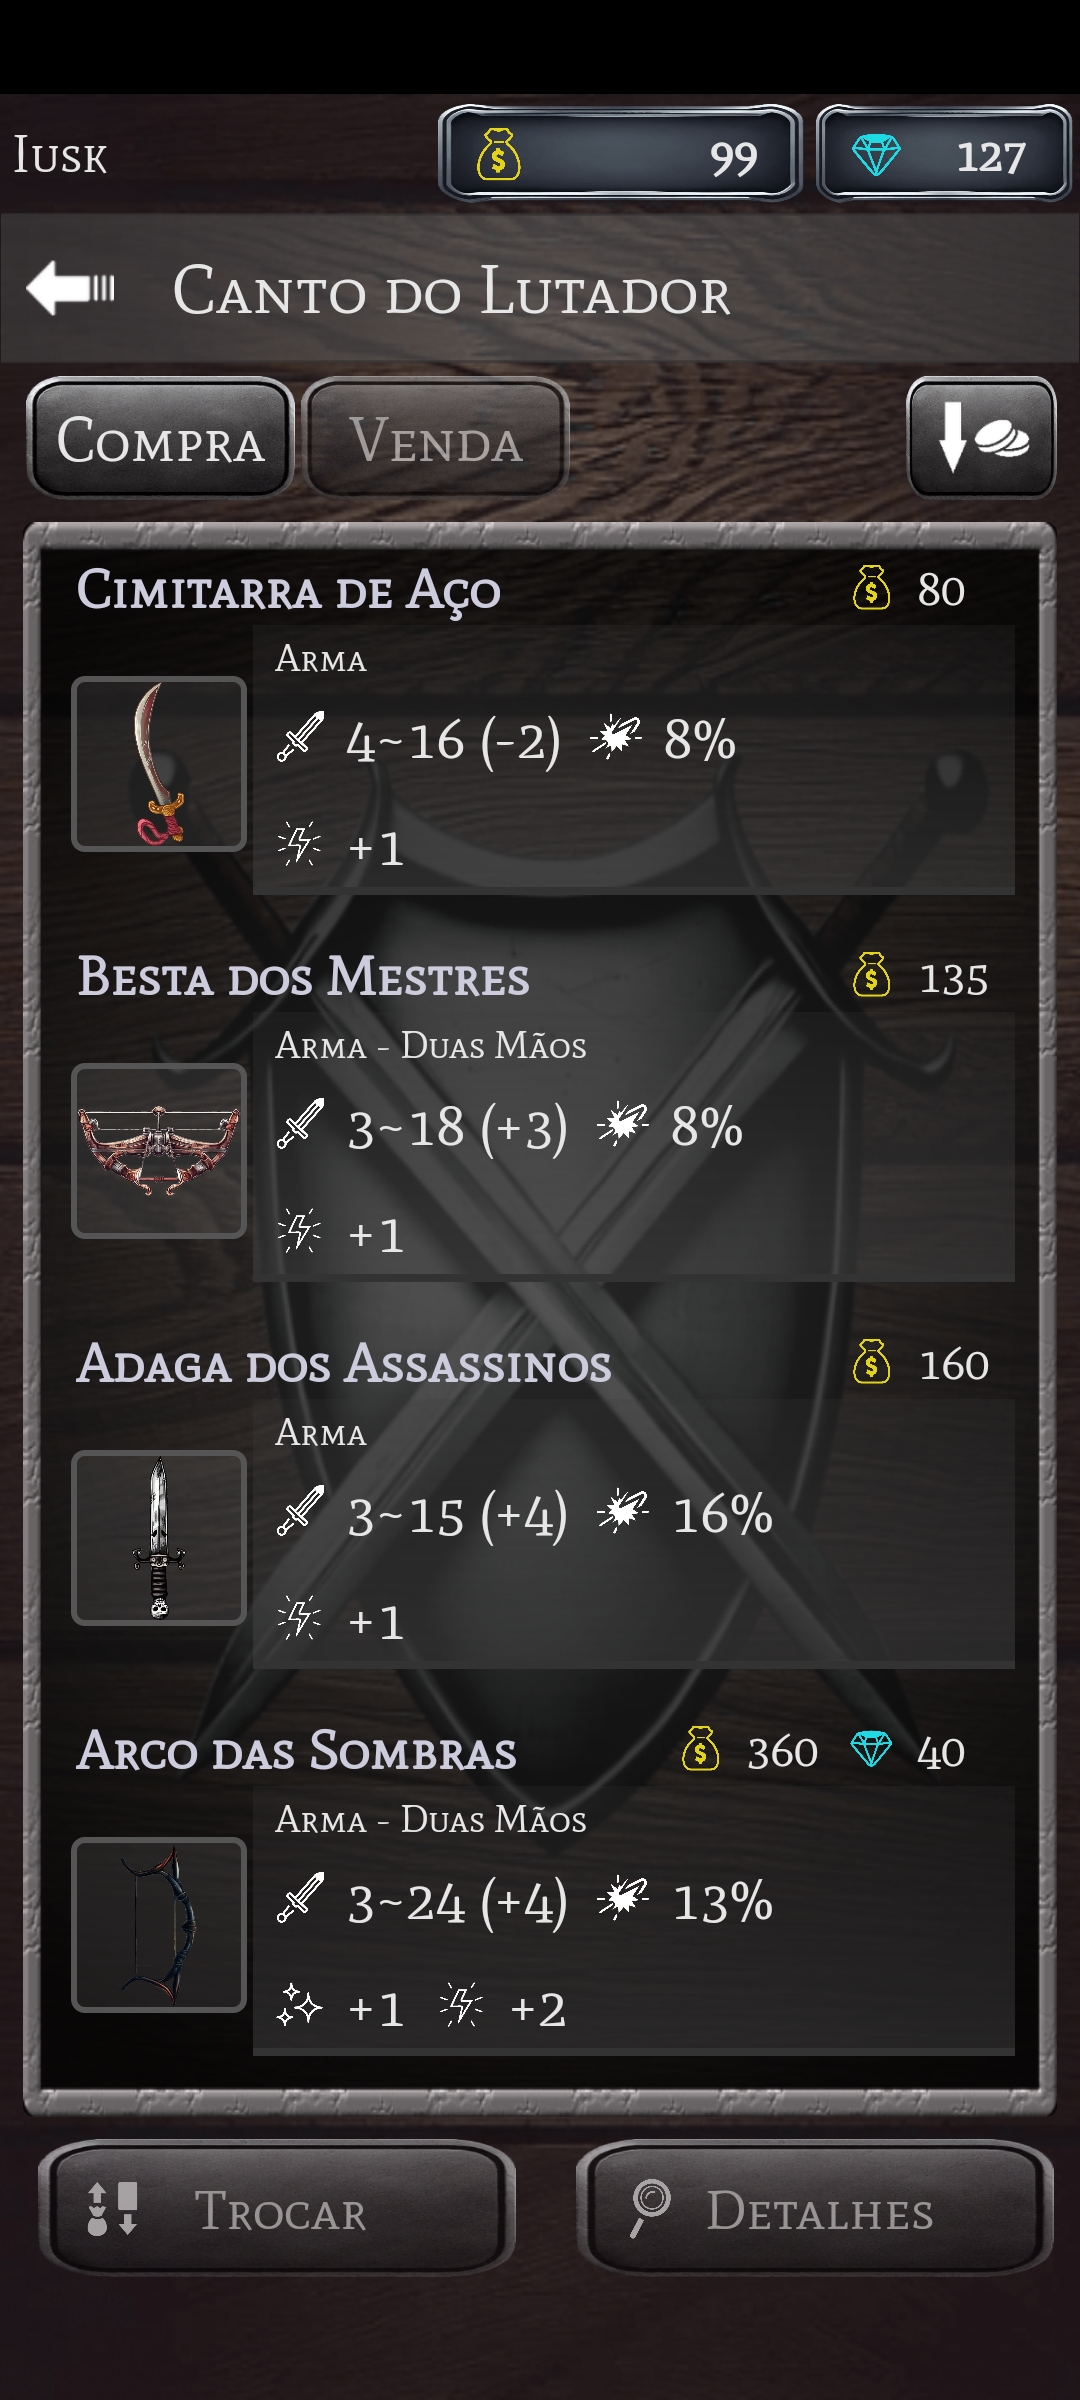 Iusk 99 127
Canto do Lutador
Compra Venda
Cimitarra de Aço 80
Arma
4~16 (-2) 8%
+1
Besta dos Mestres 135
Arma - Duas Mãos
3~18 (+3) 8%
+1
Adaga dos Assassinos 160
Arma
3~15 (+4) 16%
+1
Arco das Sombras 360 40
Arma - Duas Mãos
3~24 (+4) 13%
+1 +2
Trocar Detalhes